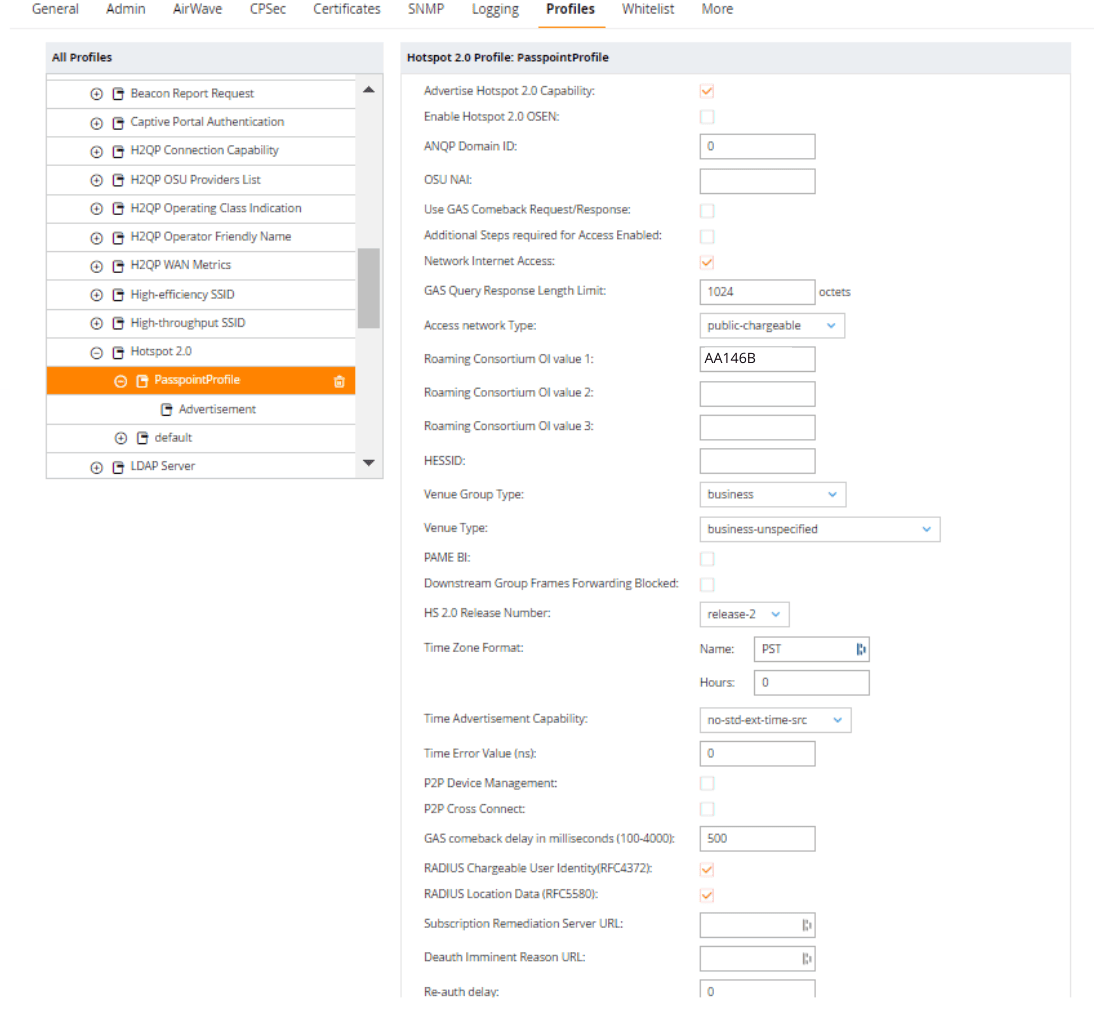 General Admin AirWave CPSec Certificates SNMP Logging Profiles Whitelist More
All Profiles
Beacon Report Request
Captive Portal Authentication
H2QP Connection Capability
H2QP OSU Providers List
H2QP Operating Class Indication
H2QP Operator Friendly Name
H2QP WAN Metrics
High-efficiency SSID
High-throughput SSID
Hotspot 2.0
PasspointProfile
Advertisement
default
LDAP Server
Hotspot 2.0 Profile: PasspointProfile
Advertise Hotspot 2.0 Capability:
Enable Hotspot 2.0 OSEN:
ANQP Domain ID: 0
OSU NAI:
Use GAS Comeback Request/Response:
Additional Steps required for Access Enabled:
Network Internet Access:
GAS Query Response Length Limit: 1024 octets
Access network Type: public-chargeable
Roaming Consortium OI value 1: AA146B
Roaming Consortium OI value 2:
Roaming Consortium OI value 3:
HESSID:
Venue Group Type: business
Venue Type: business-unspecified
PAME BI:
Downstream Group Frames Forwarding Blocked:
HS 2.0 Release Number: release-2
Time Zone Format: Name: PST
Hours: 0
Time Advertisement Capability: no-std-ext-time-src
Time Error Value (ns): 0
P2P Device Management:
P2P Cross Connect:
GAS comeback delay in milliseconds (100-4000): 500
RADIUS Chargeable User Identity(RFC4372):
RADIUS Location Data (RFC5580):
Subscription Remediation Server URL:
Deauth Imminent Reason URL:
Re-auth delay: 0